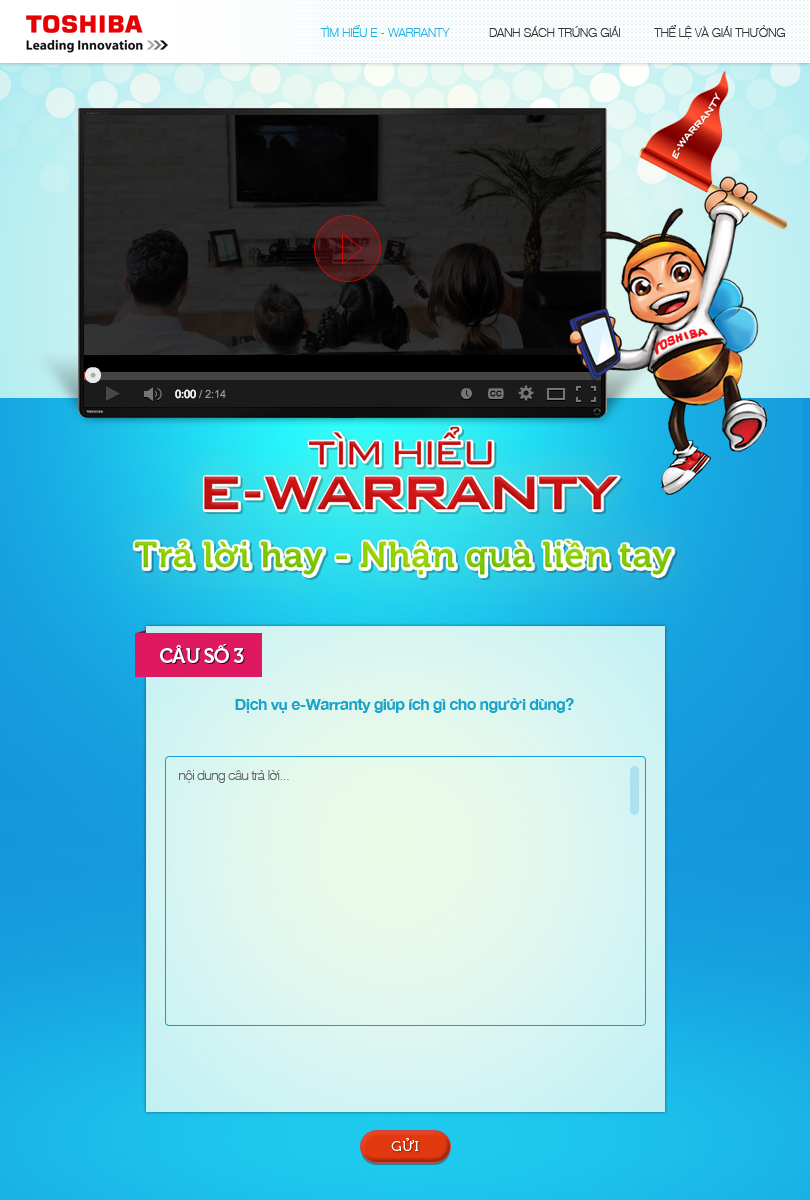 TOSHIBA
Leading Innovation
TÌM HIỂU E - WARRANTY
DANH SÁCH TRÚNG GIẢI
THỂ LỆ VÀ GIẢI THƯỞNG
E-WARRANTY
TOSHIBA
0:00 / 2:14
CC
TOSHIBA
TÌM HIỂU
E-WARRANTY
Trả lời hay - Nhận quà liền tay
CÂU SỐ 3
Dịch vụ e-Warranty giúp ích gì cho người dùng?
nội dung câu trả lời...
GỬI